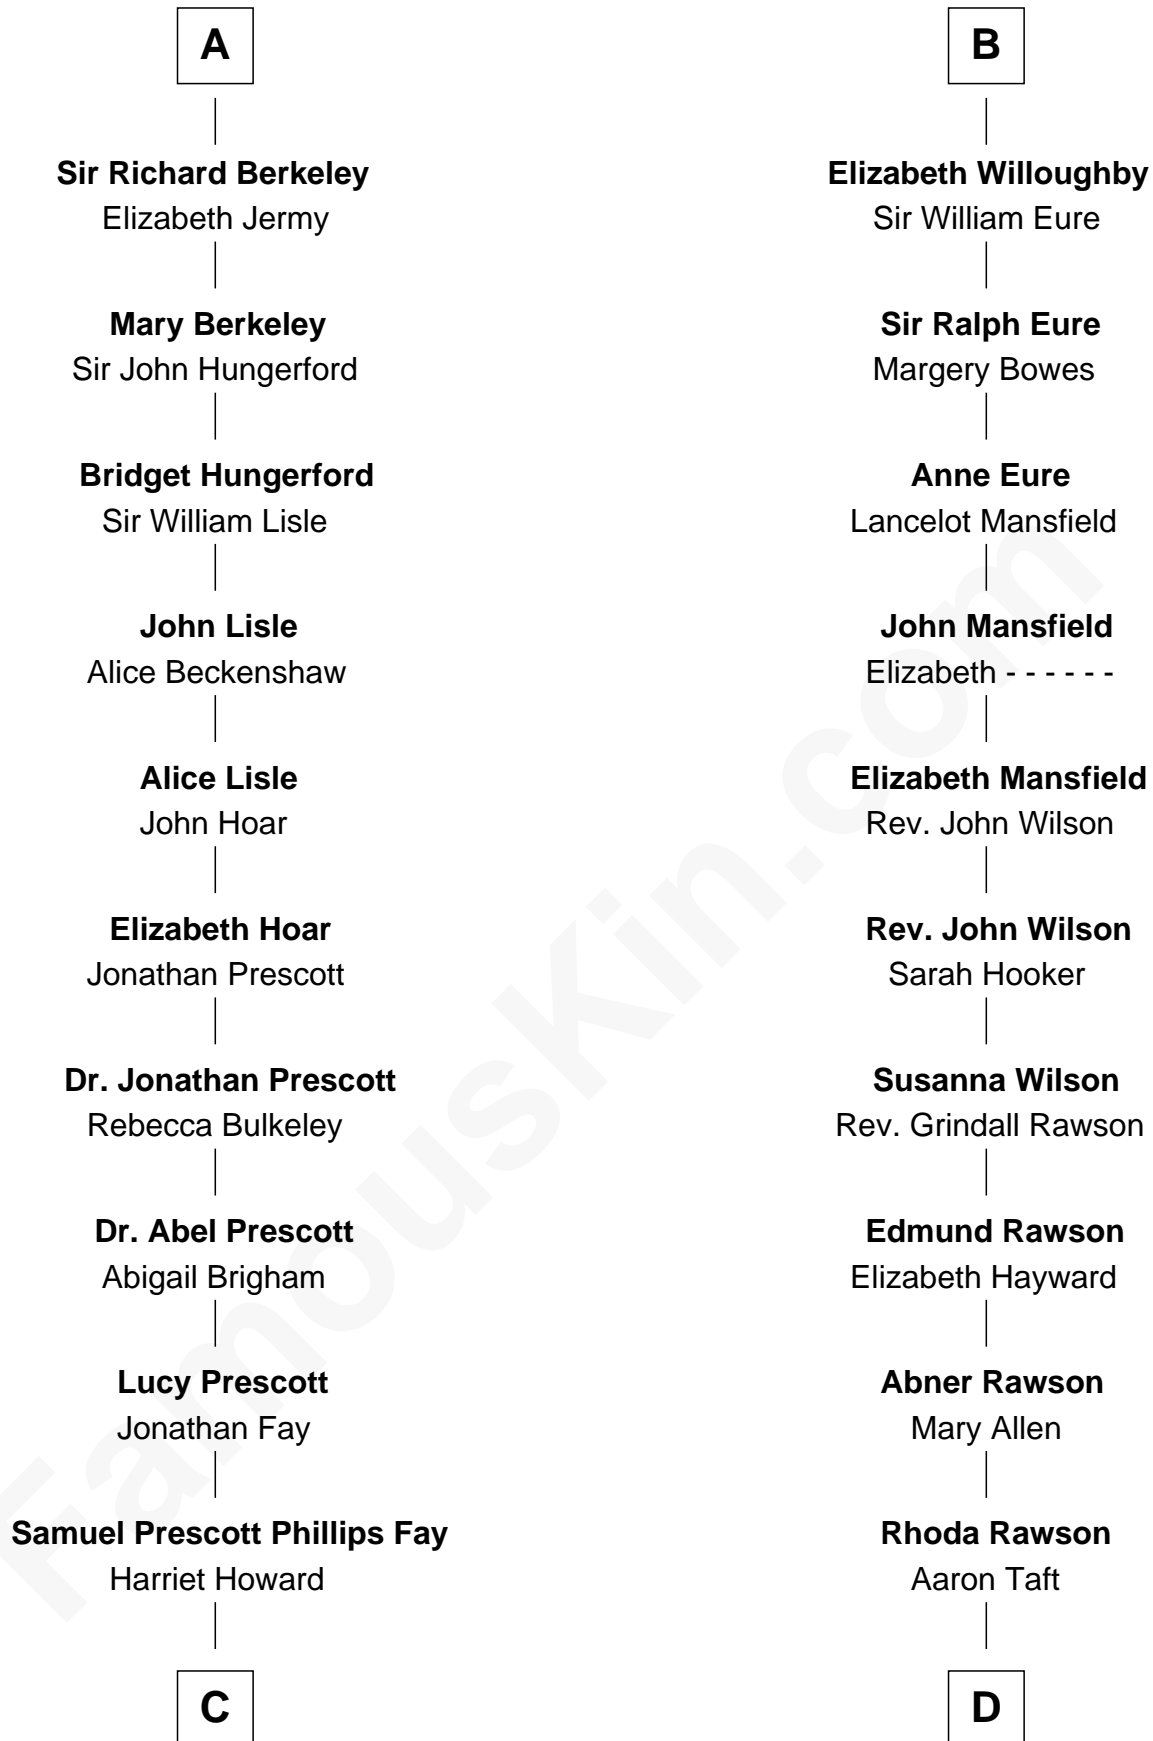 A
Sir Richard Berkeley
Elizabeth Jermy
Mary Berkeley
Sir John Hungerford
Bridget Hungerford
Sir William Lisle
John Lisle
Alice Beckenshaw
Alice Lisle
John Hoar
Elizabeth Hoar
Jonathan Prescott
Dr. Jonathan Prescott
Rebecca Bulkeley
Dr. Abel Prescott
Abigail Brigham
Lucy Prescott
Jonathan Fay
Samuel Prescott Phillips Fay
Harriet Howard
C
B
Elizabeth Willoughby
Sir William Eure
Sir Ralph Eure
Margery Bowes
Anne Eure
Lancelot Mansfield
John Mansfield
Elizabeth - - - - - -
Elizabeth Mansfield
Rev. John Wilson
Rev. John Wilson
Sarah Hooker
Susanna Wilson
Rev. Grindall Rawson
Edmund Rawson
Elizabeth Hayward
Abner Rawson
Mary Allen
Rhoda Rawson
Aaron Taft
D
FamousKin.com